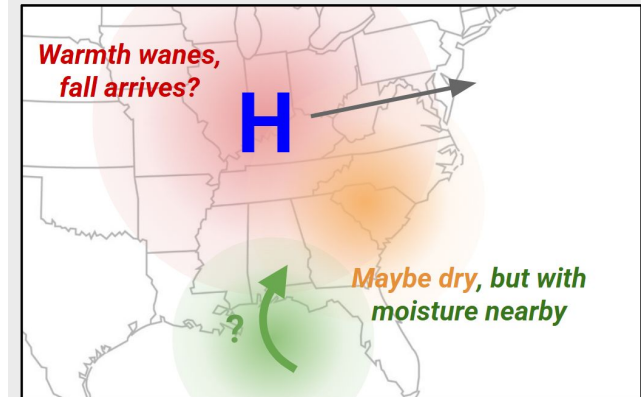 Warmth wanes,
fall arrives?
H
Maybe dry, but with
moisture nearby
?